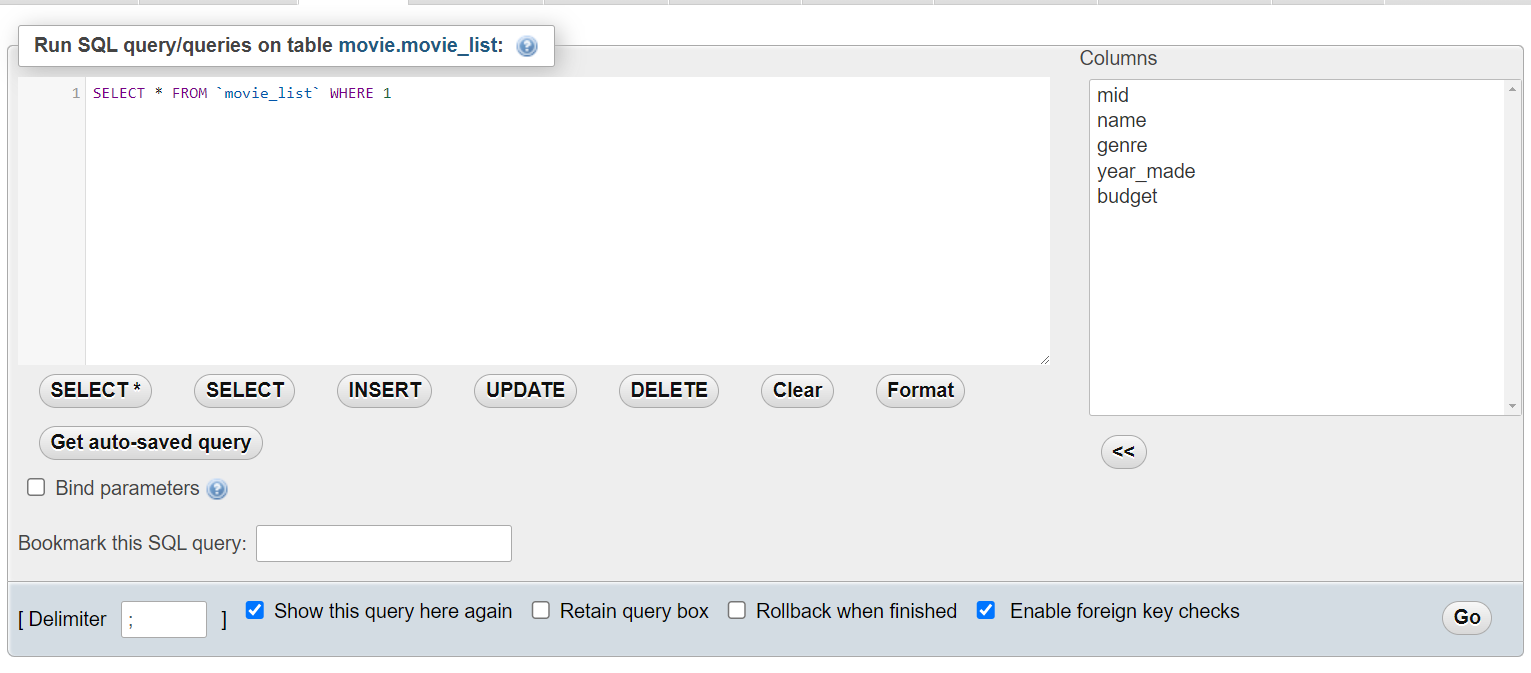 Run SQL query/queries on table movie.movie_list:
1 SELECT * FROM `movie_list` WHERE 1
Columns
mid
name
genre
year_made
budget
SELECT * SELECT INSERT UPDATE DELETE Clear Format
Get auto-saved query
<<
Bind parameters
Bookmark this SQL query:
[ Delimiter ; ] Show this query here again Retain query box Rollback when finished Enable foreign key checks Go